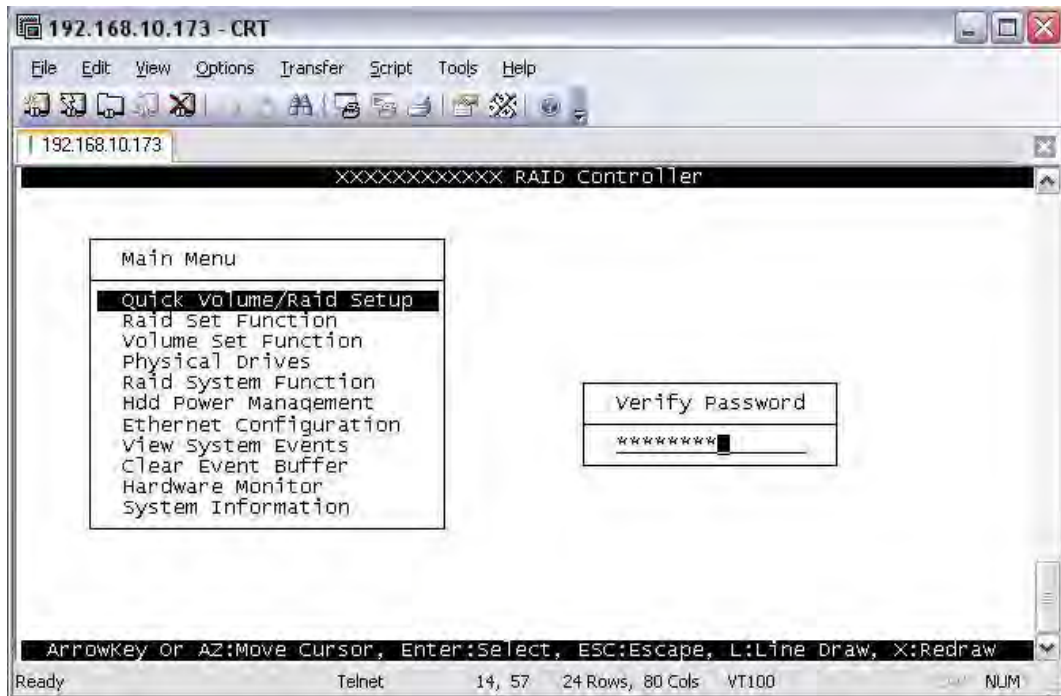 192.168.10.173 - CRT
File Edit View Options Transfer Script Tools Help
192.168.10.173
XXXXXXXXXXXX RAID Controller
Main Menu
Quick Volume/Raid Setup
Raid Set Function
Volume Set Function
Physical Drives
Raid System Function
Hdd Power Management
Ethernet Configuration
View System Events
Clear Event Buffer
Hardware Monitor
System Information
Verify Password
********
ArrowKey Or AZ:Move Cursor, Enter:Select, ESC:Escape, L:Line Draw, X:Redraw
Ready Telnet 14, 57 24 Rows, 80 Cols VT100 NUM